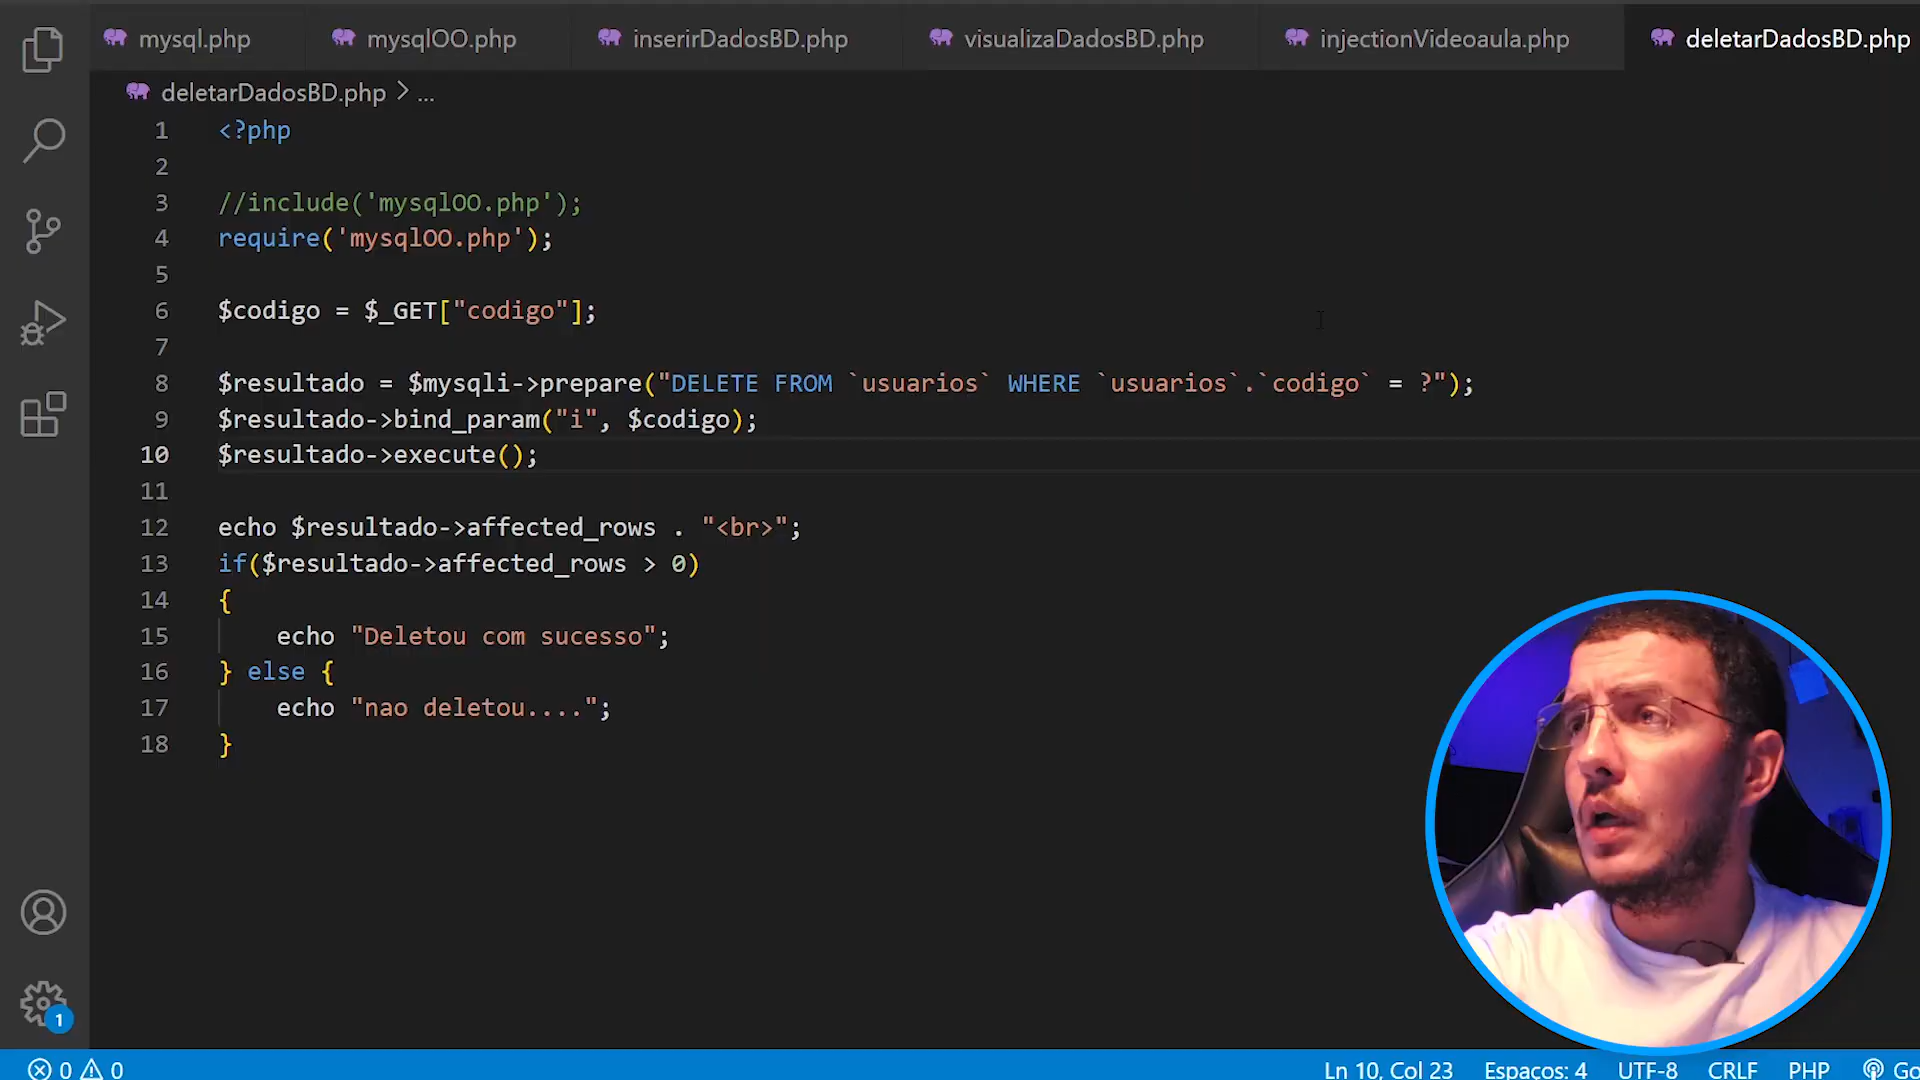 mysql.php mysqlOO.php inserirDadosBD.php visualizaDadosBD.php injectionVideoaula.php deletarDadosBD.php
deletarDadosBD.php > ...
1 <?php
2
3 //include('mysqlOO.php');
4 require('mysqlOO.php');
5
6 $codigo = $_GET["codigo"];
7
8 $resultado = $mysqli->prepare("DELETE FROM `usuarios` WHERE `usuarios`.`codigo` = ?");
9 $resultado->bind_param("i", $codigo);
10 $resultado->execute();
11
12 echo $resultado->affected_rows . "<br>";
13 if($resultado->affected_rows > 0)
14 {
15     echo "Deletou com sucesso";
16 } else {
17     echo "nao deletou....";
18 }
1
0 0 Ln 10, Col 23 Espaços: 4 UTF-8 CRLF PHP Go